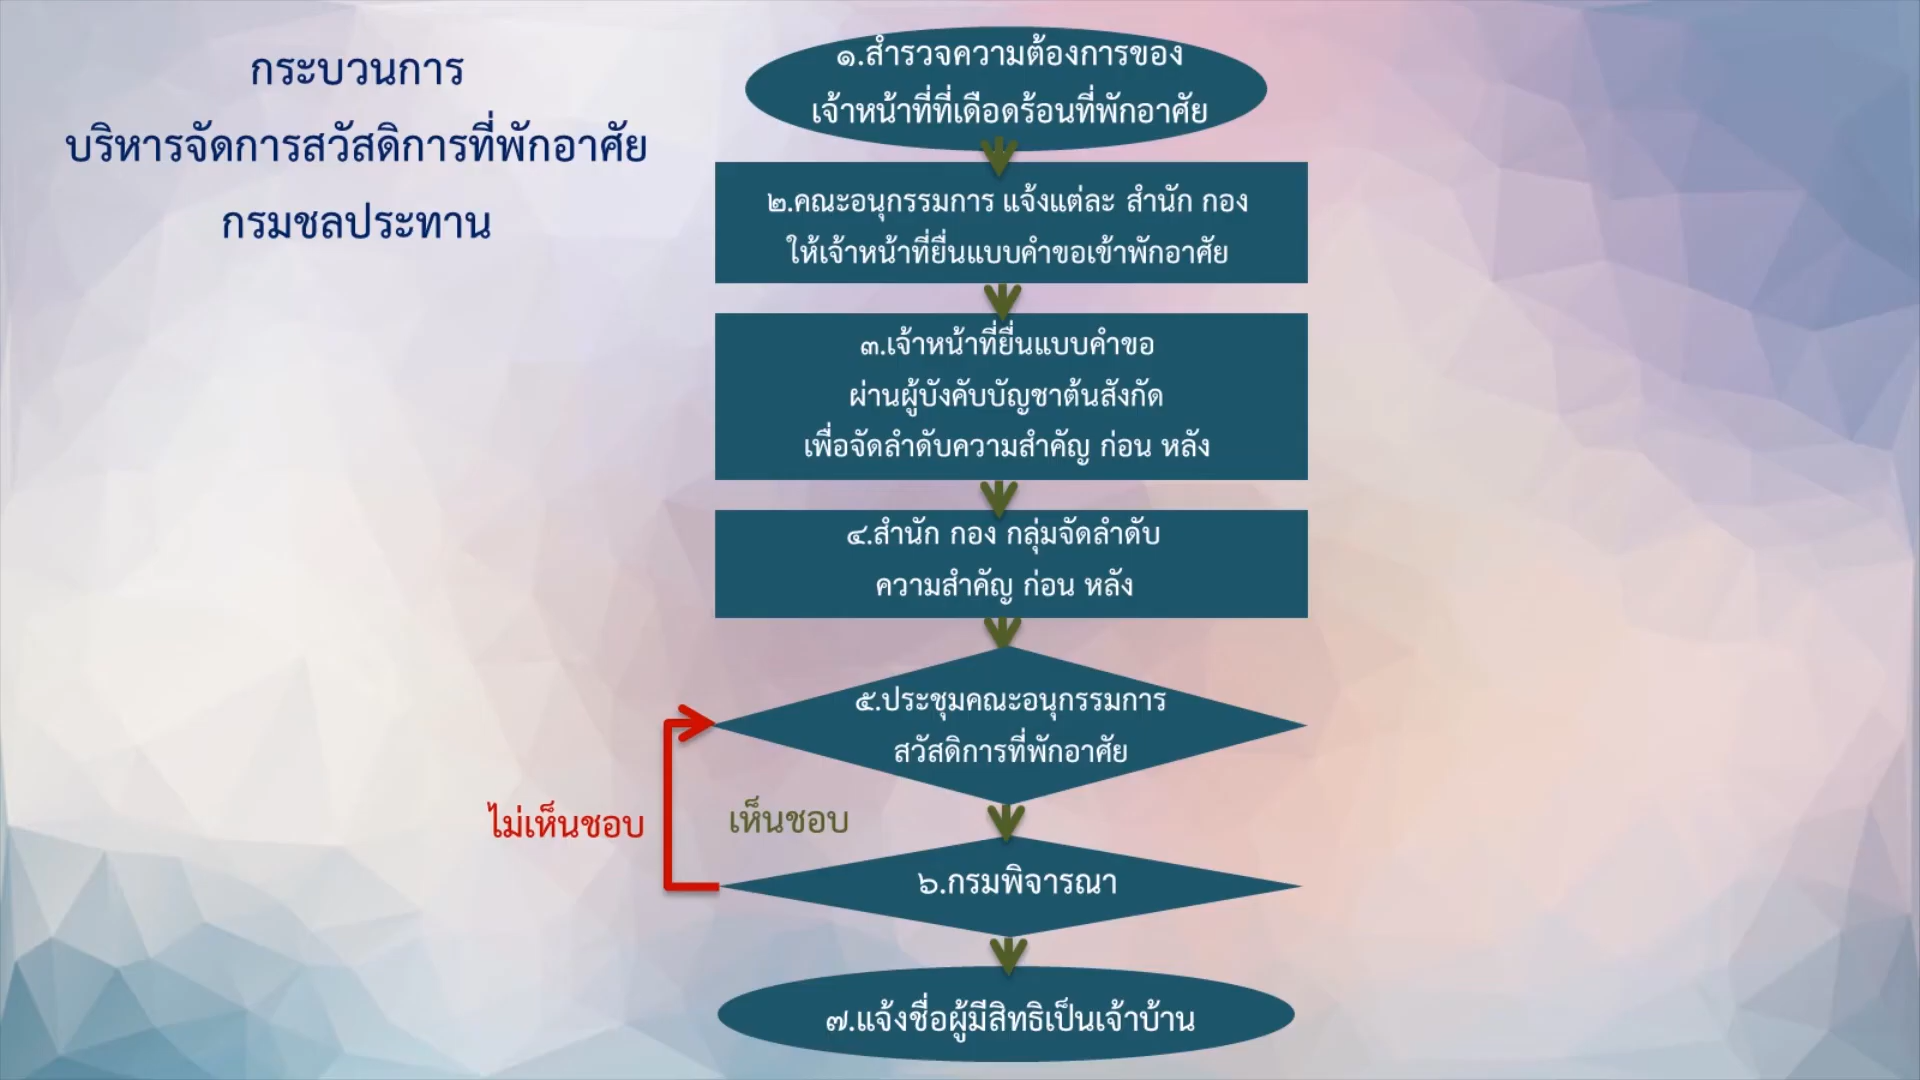 กระบวนการ
บริหารจัดการสวัสดิการที่พักอาศัย
กรมชลประทาน
๑.สำรวจความต้องการของ
เจ้าหน้าที่ที่เดือดร้อนที่พักอาศัย
๒.คณะอนุกรรมการ แจ้งแต่ละ สำนัก กอง
ให้เจ้าหน้าที่ยื่นแบบคำขอเข้าพักอาศัย
๓.เจ้าหน้าที่ยื่นแบบคำขอ
ผ่านผู้บังคับบัญชาต้นสังกัด
เพื่อจัดลำดับความสำคัญ ก่อน หลัง
๔.สำนัก กอง กลุ่มจัดลำดับ
ความสำคัญ ก่อน หลัง
๕.ประชุมคณะอนุกรรมการ
สวัสดิการที่พักอาศัย
ไม่เห็นชอบ
เห็นชอบ
๖.กรมพิจารณา
๗.แจ้งชื่อผู้มีสิทธิเป็นเจ้าบ้าน